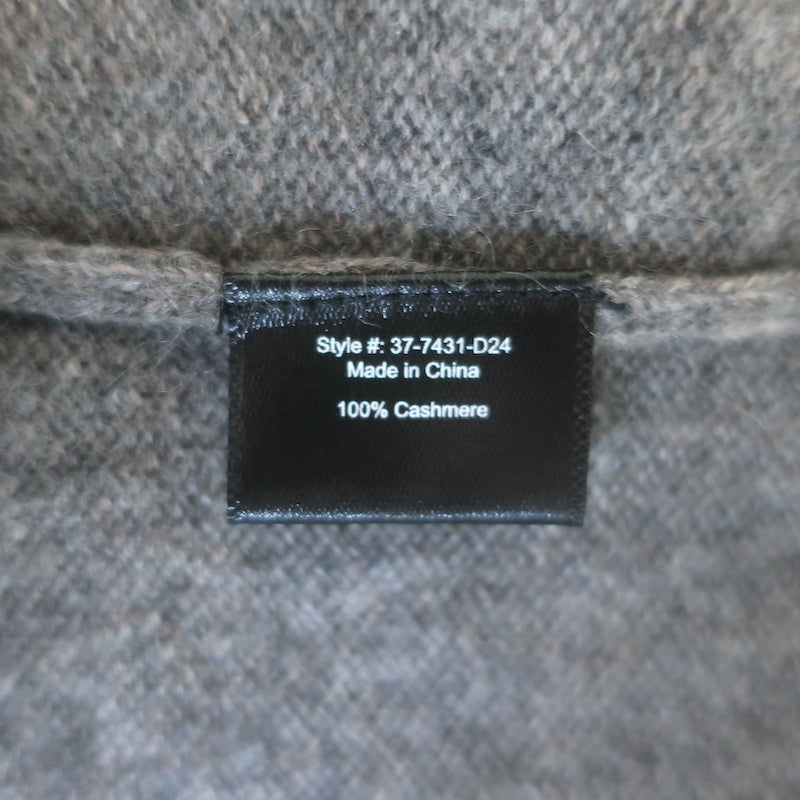 Style #: 37-7431-D24
Made in China
100% Cashmere